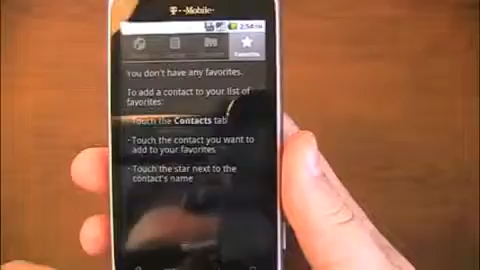 T··Mobile·
2:54 PM
Favorites
You don't have any favorites.
To add a contact to your list of
favorites:
· Touch the Contacts tab
· Touch the contact you want to
add to your favorites
· Touch the star next to the
contact's name